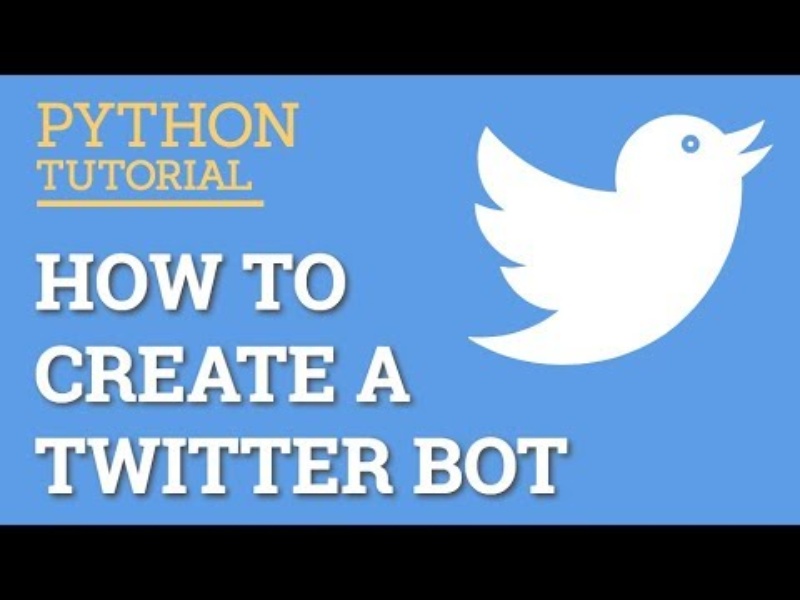 PYTHON
TUTORIAL
HOW TO
CREATE A
TWITTER BOT